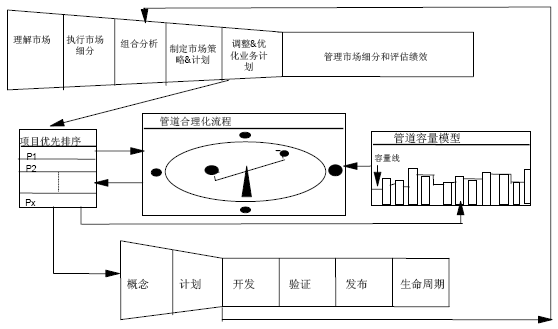 理解市场
执行市场
细分
组合分析
制定市场策
略&计划
调整&优
化业务计
划
管理市场细分和评估绩效
项目优先排序
P1
P2
Px
管道合理化流程
管道容量模型
容量线
概念
计划
开发
验证
发布
生命周期